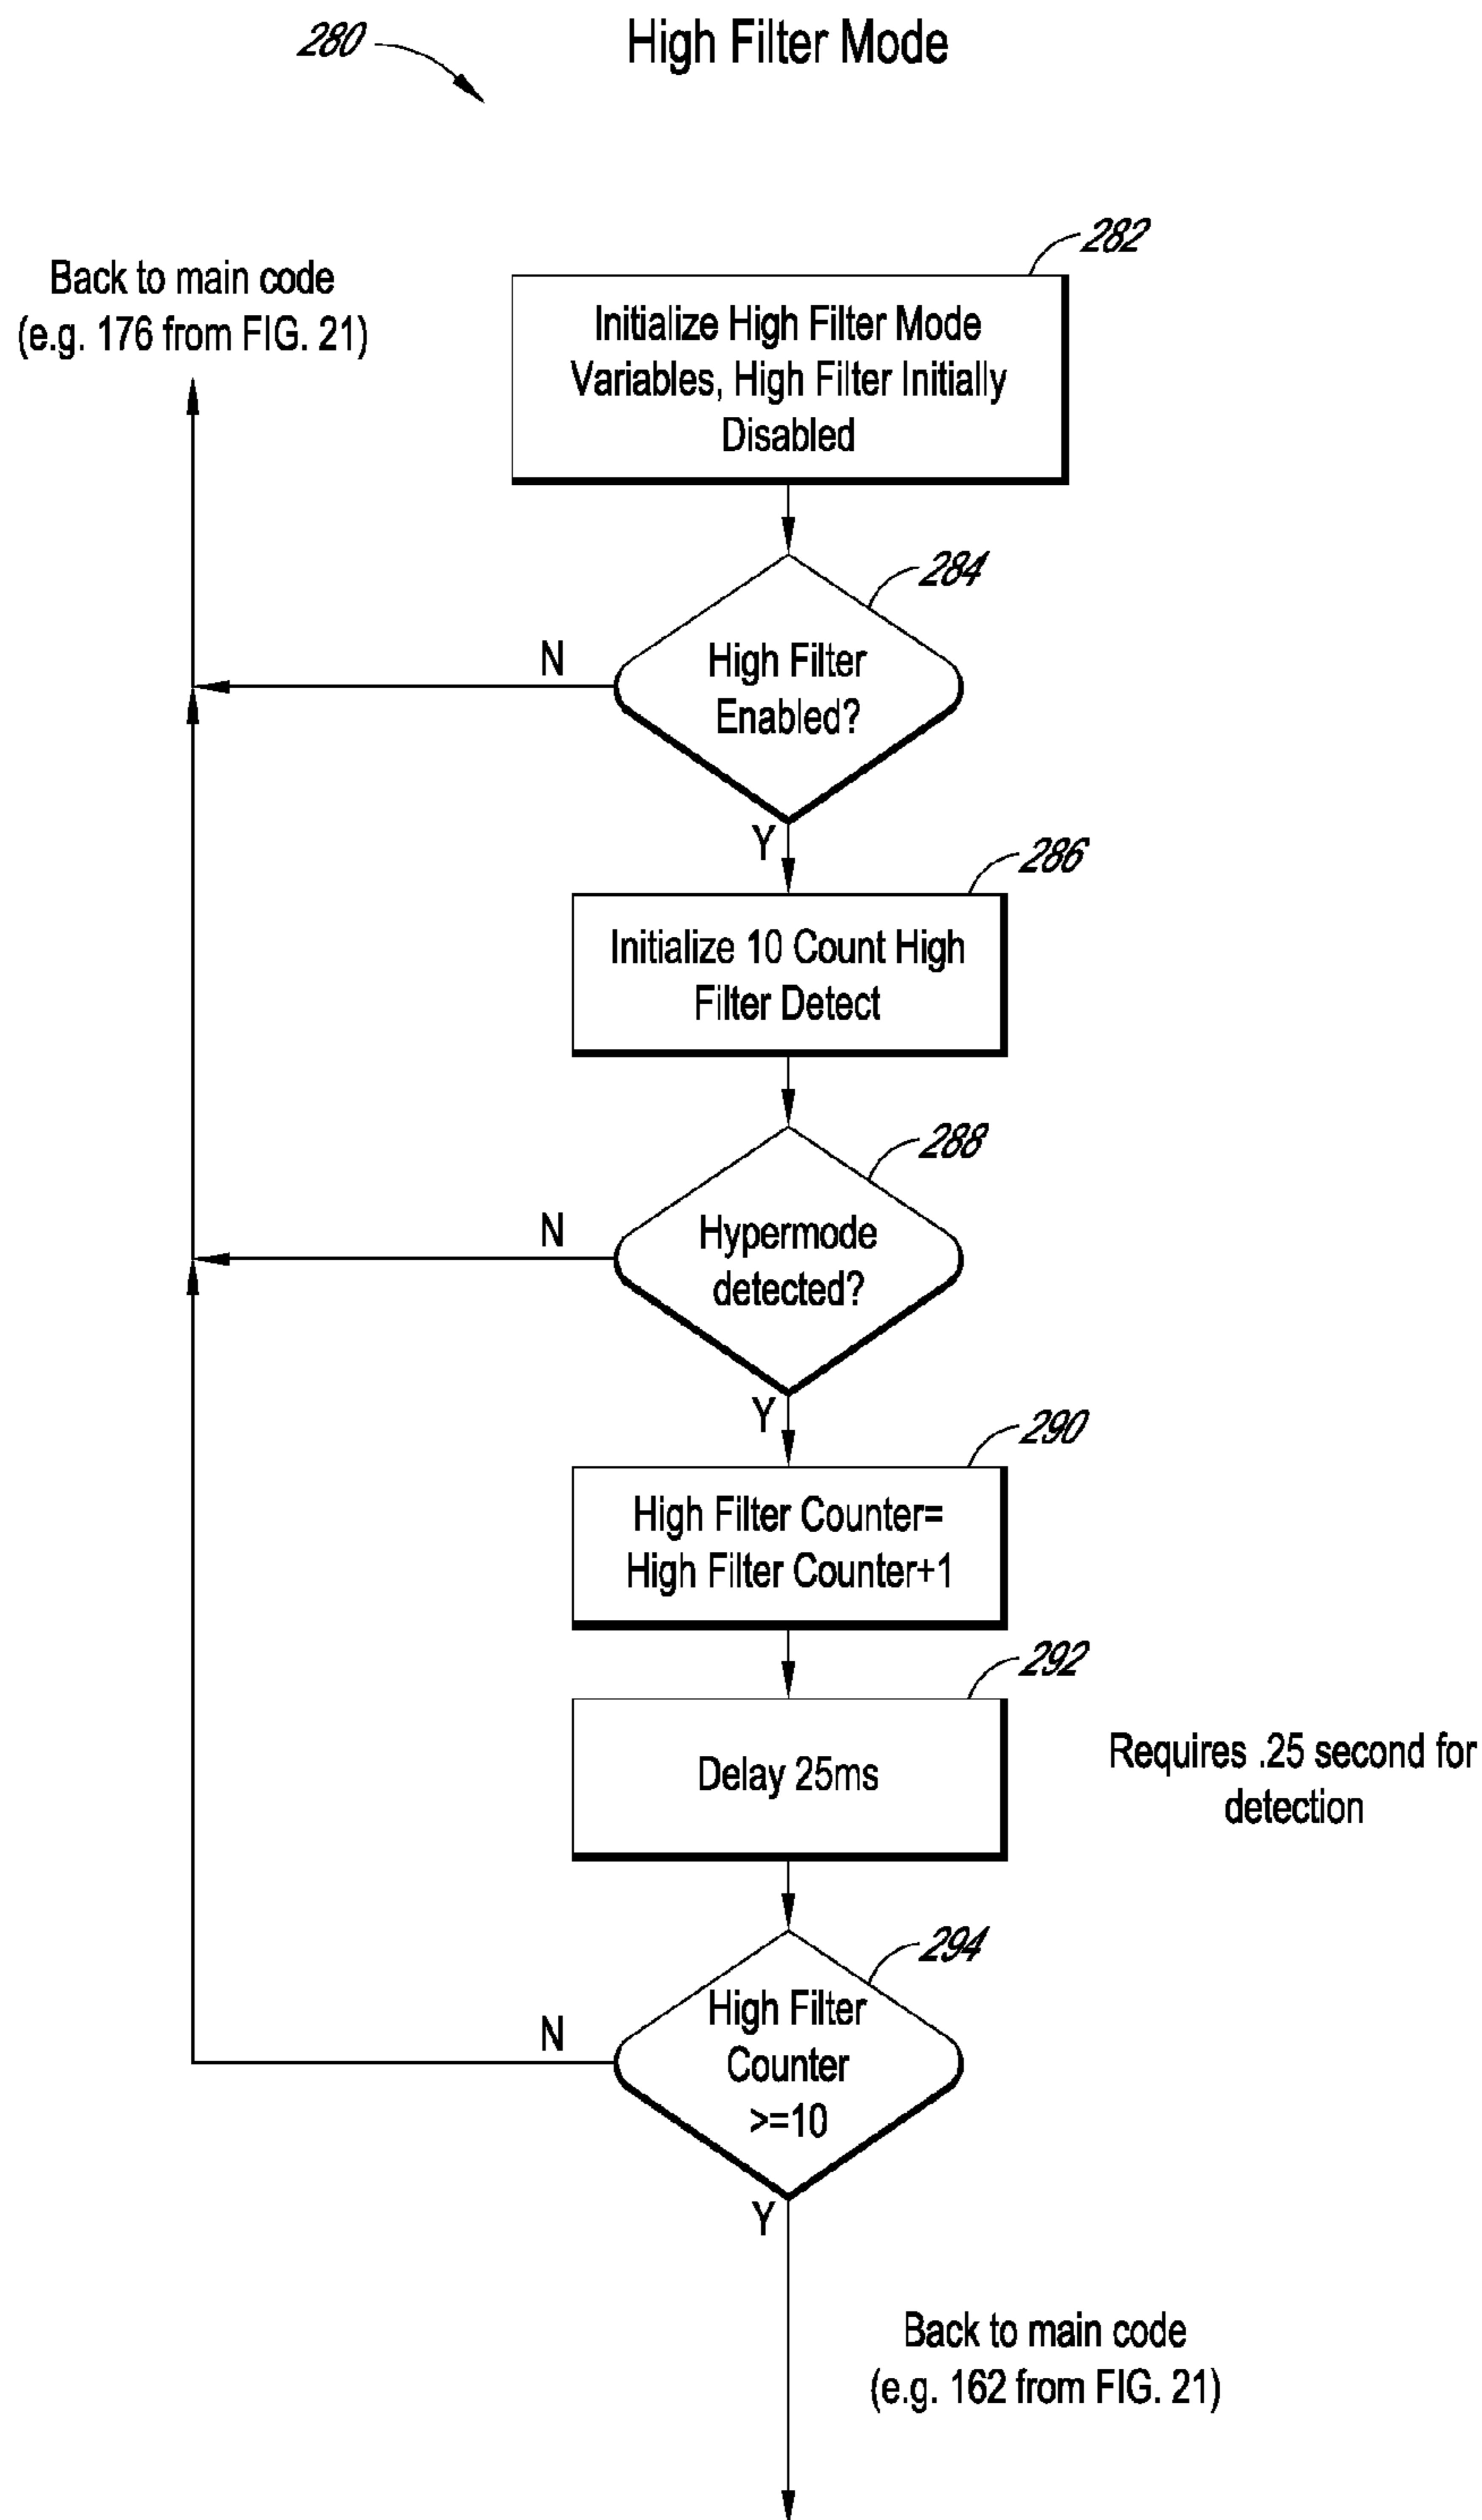 280
High Filter Mode
282
Back to main code
(e.g. 176 from FIG. 21)
Initialize High Filter Mode
Variables, High Filter Initially
Disabled
284
N
High Filter
Enabled?
Y
286
Initialize 10 Count High
Filter Detect
288
N
Hypermode
detected?
Y
290
High Filter Counter=
High Filter Counter+1
292
Delay 25ms
Requires .25 second for
detection
294
N
High Filter
Counter
>=10
Y
Back to main code
(e.g. 162 from FIG. 21)